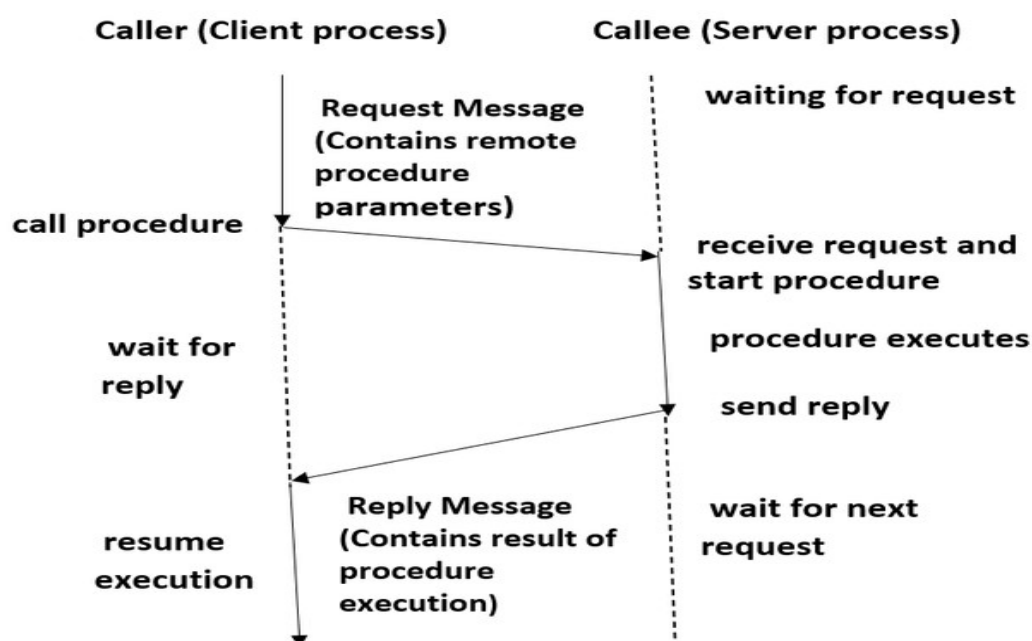 Caller (Client process)
Callee (Server process)
waiting for request
Request Message
(Contains remote
procedure
parameters)
call procedure
receive request and
start procedure
procedure executes
wait for
reply
send reply
Reply Message
(Contains result of
procedure
execution)
wait for next
request
resume
execution